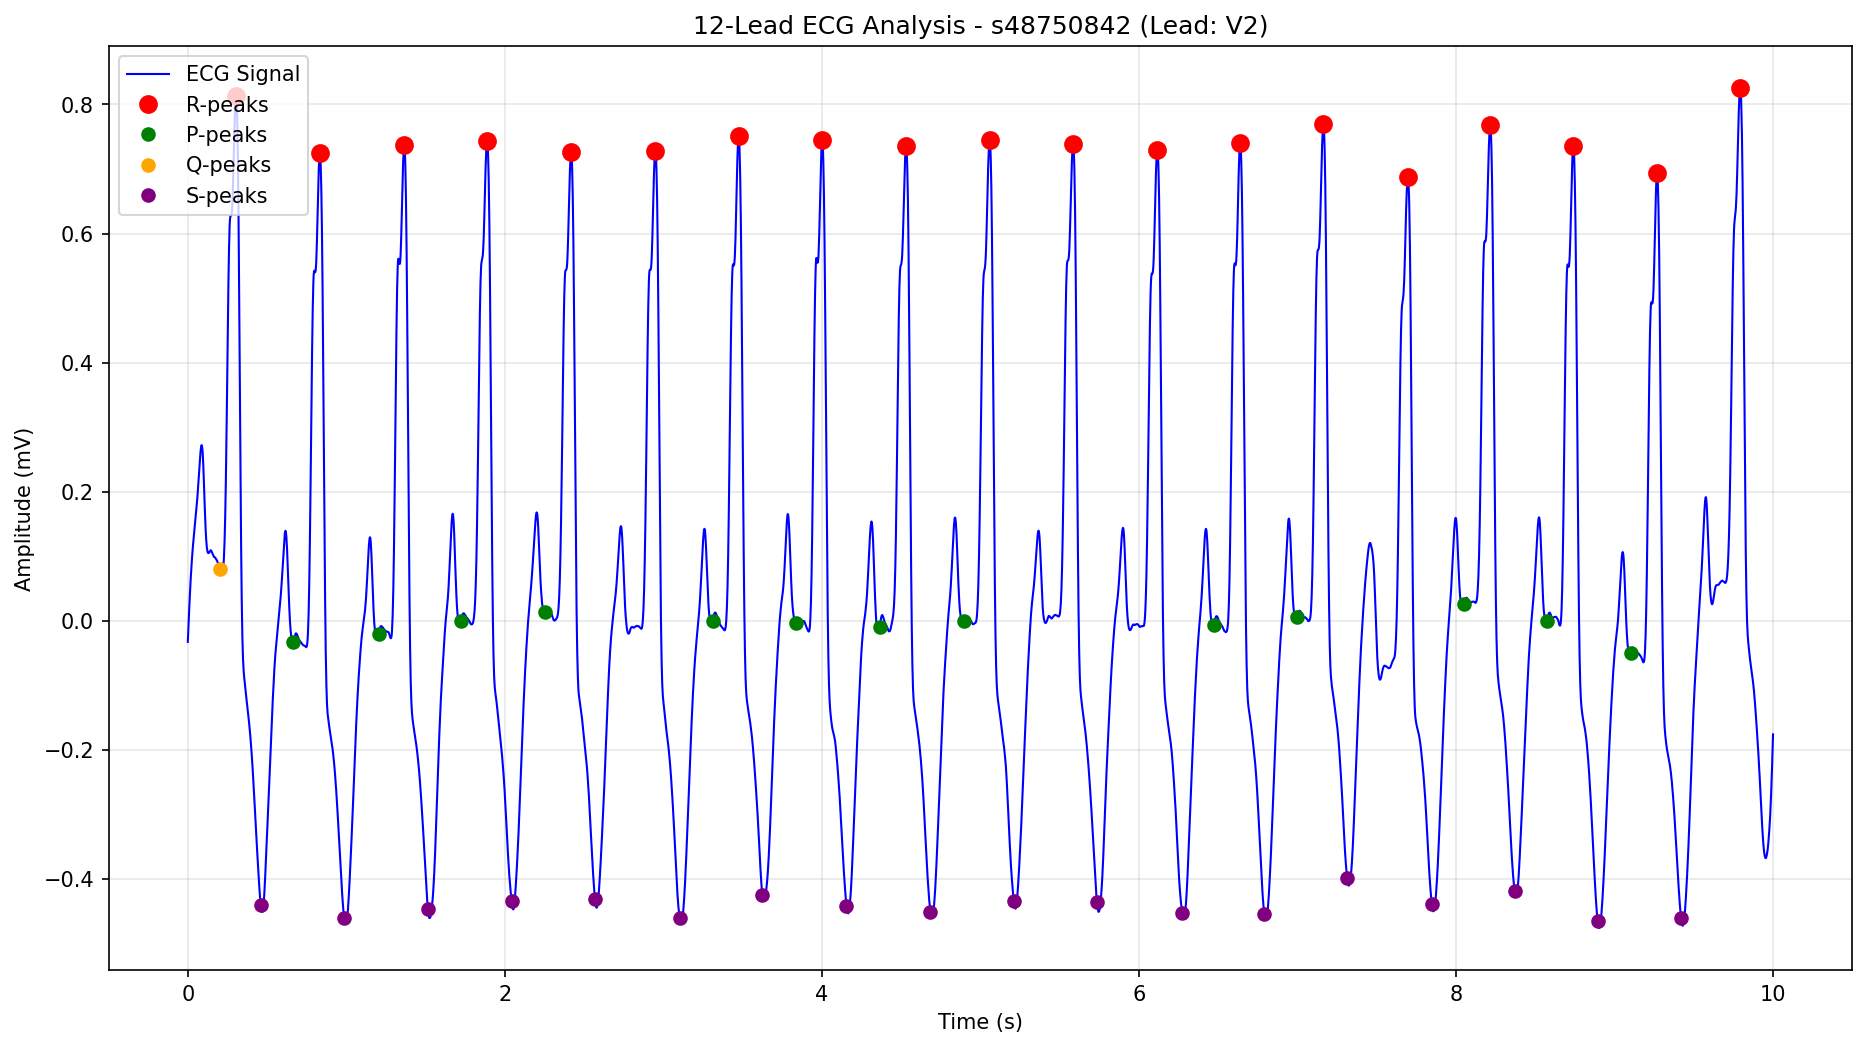 12-Lead ECG Analysis - s48750842 (Lead: V2)
ECG Signal
R-peaks
P-peaks
Q-peaks
S-peaks
Amplitude (mV)
0.8
0.6
0.4
0.2
0.0
−0.2
−0.4
0
2
4
6
8
10
Time (s)